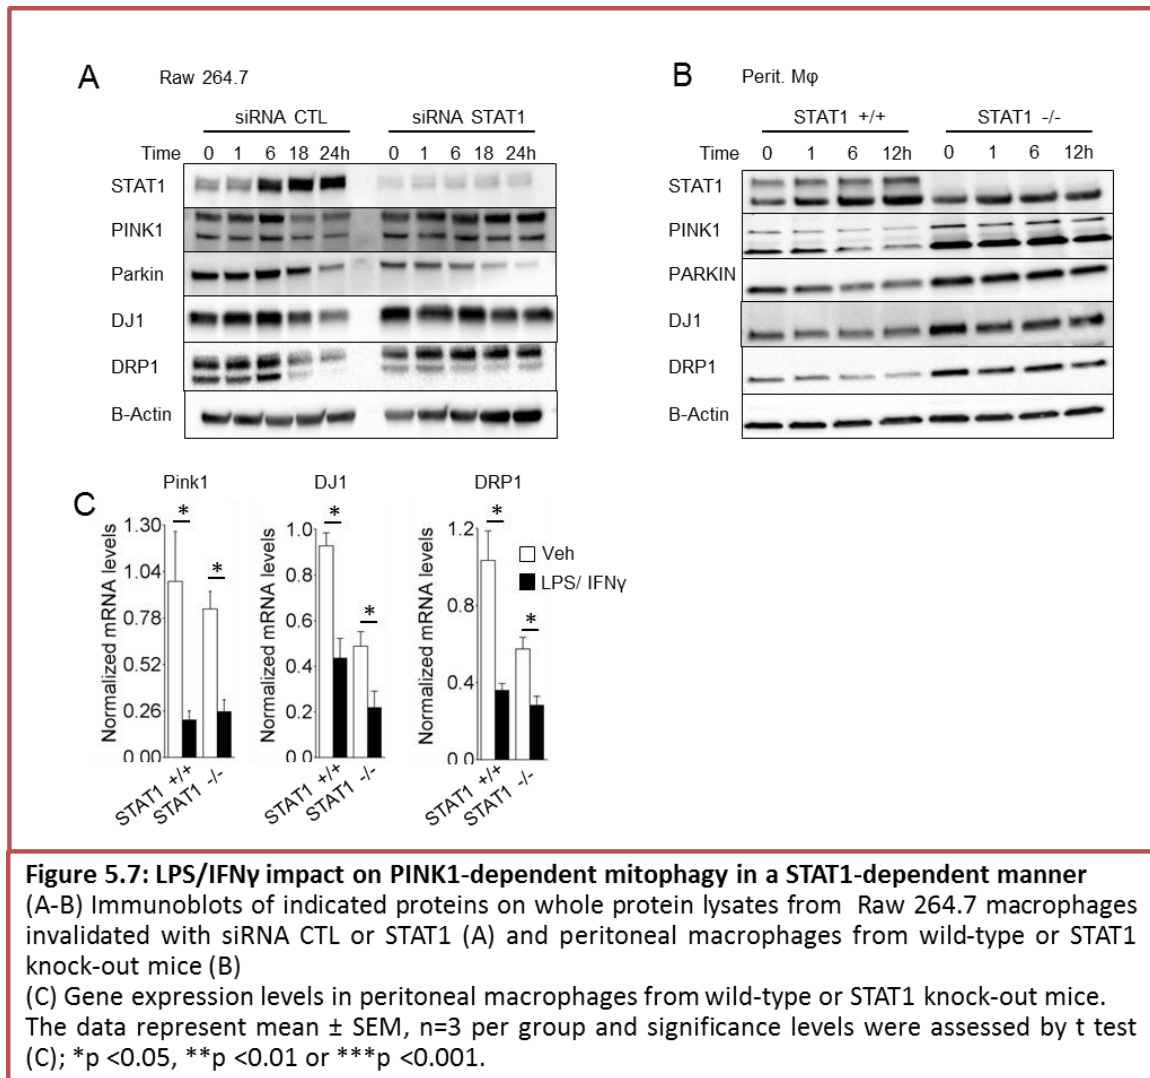 A Raw 264.7
siRNA CTL siRNA STAT1
Time 0 1 6 18 24h 0 1 6 18 24h
STAT1
PINK1
Parkin
DJ1
DRP1
B-Actin
B Perit. Mφ
STAT1 +/+ STAT1 -/-
Time 0 1 6 12h 0 1 6 12h
STAT1
PINK1
PARKIN
DJ1
DRP1
B-Actin
C
Pink1
Normalized mRNA levels
1.30
1.04
0.78
0.52
0.26
0.00
* *
STAT1 +/+
STAT1 -/-
DJ1
Normalized mRNA levels
1.0
0.8
0.6
0.4
0.2
0.0
* *
STAT1 +/+
STAT1 -/-
DRP1
Normalized mRNA levels
1.2
0.8
0.4
0.0
* *
STAT1 +/+
STAT1 -/-
Veh
LPS/ IFNγ
Figure 5.7: LPS/IFNγ impact on PINK1-dependent mitophagy in a STAT1-dependent manner
(A-B) Immunoblots of indicated proteins on whole protein lysates from Raw 264.7 macrophages
invalidated with siRNA CTL or STAT1 (A) and peritoneal macrophages from wild-type or STAT1
knock-out mice (B)
(C) Gene expression levels in peritoneal macrophages from wild-type or STAT1 knock-out mice.
The data represent mean ± SEM, n=3 per group and significance levels were assessed by t test
(C); *p <0.05, **p <0.01 or ***p <0.001.